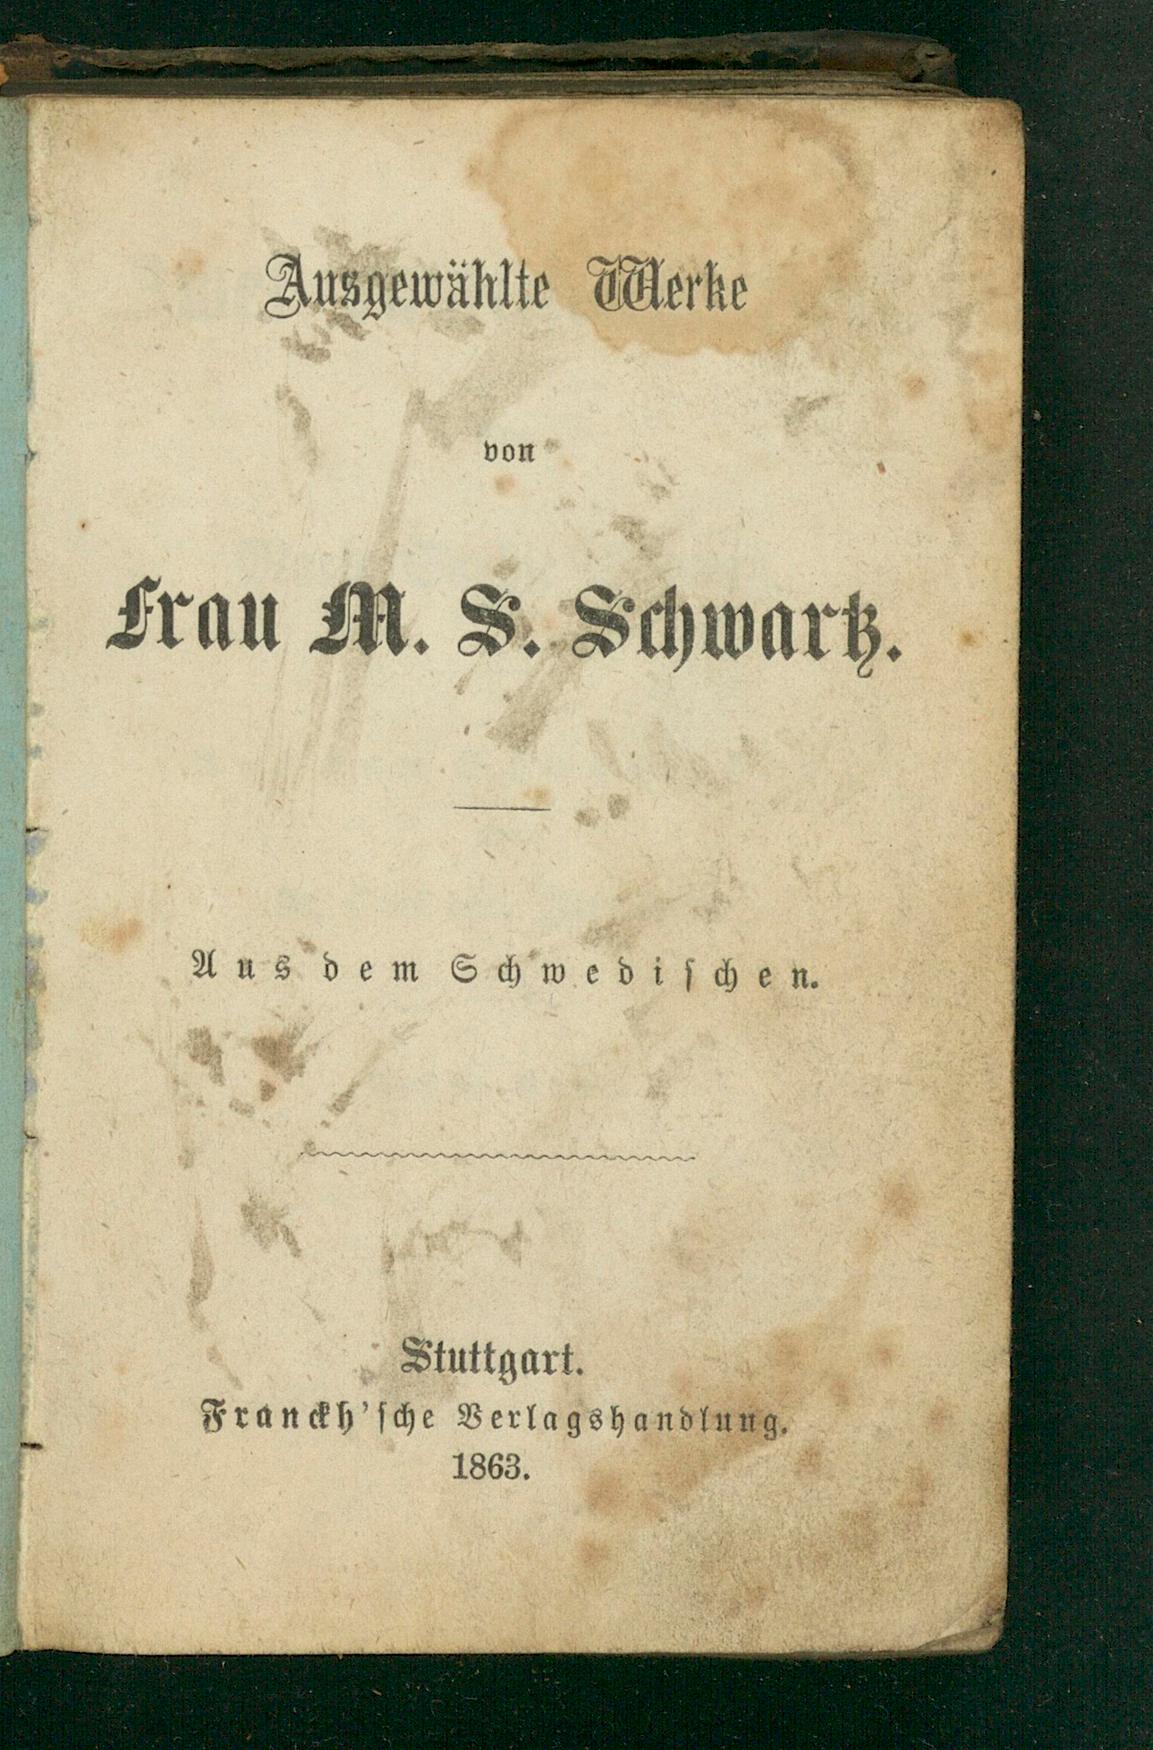 Ausgewählte Werke
von
Frau M. S. Schwartz.
Aus dem Schwedischen.
Stuttgart.
Franckh'sche Verlagshandlung.
1863.